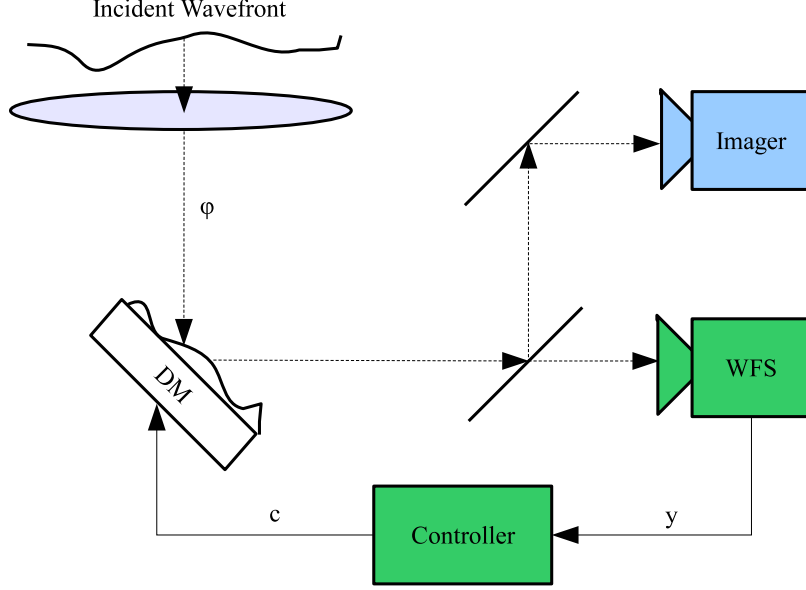 Incident Wavefront
Imager
φ
WFS
DM
c
y
Controller